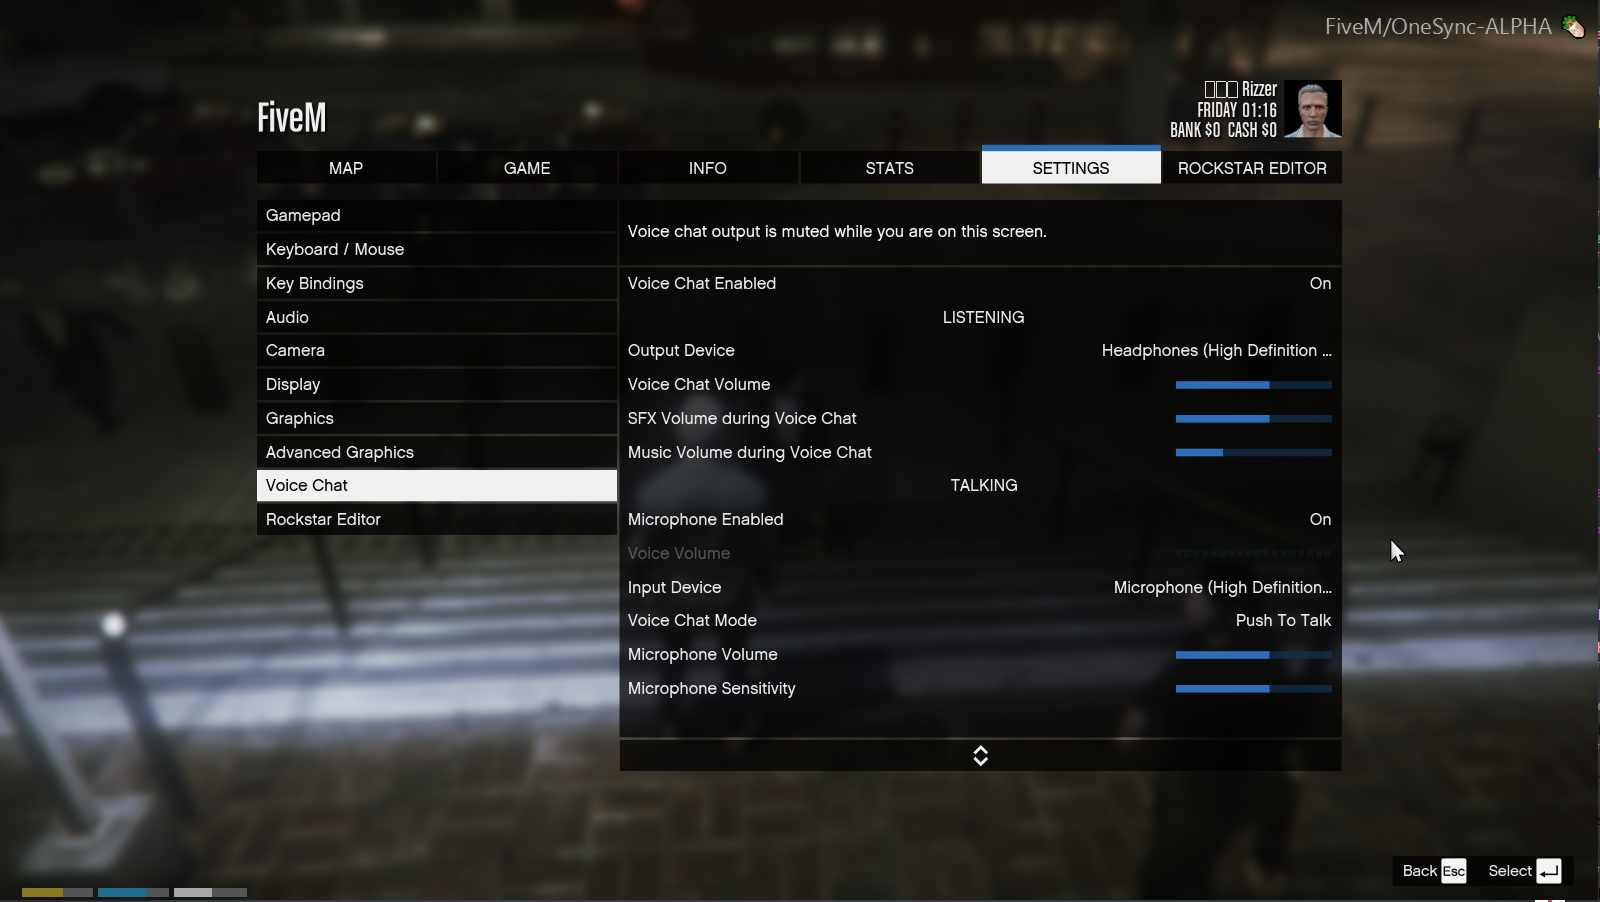 FiveM/OneSync-ALPHA
FiveM
Rizzer
FRIDAY 01:16
BANK $0 CASH $0
MAP
GAME
INFO
STATS
SETTINGS
ROCKSTAR EDITOR
Gamepad
Keyboard / Mouse
Key Bindings
Audio
Camera
Display
Graphics
Advanced Graphics
Voice Chat
Rockstar Editor
Voice chat output is muted while you are on this screen.
Voice Chat Enabled On
LISTENING
Output Device Headphones (High Definition ...
Voice Chat Volume
SFX Volume during Voice Chat
Music Volume during Voice Chat
TALKING
Microphone Enabled On
Voice Volume
Input Device Microphone (High Definition...
Voice Chat Mode Push To Talk
Microphone Volume
Microphone Sensitivity
Back Esc Select